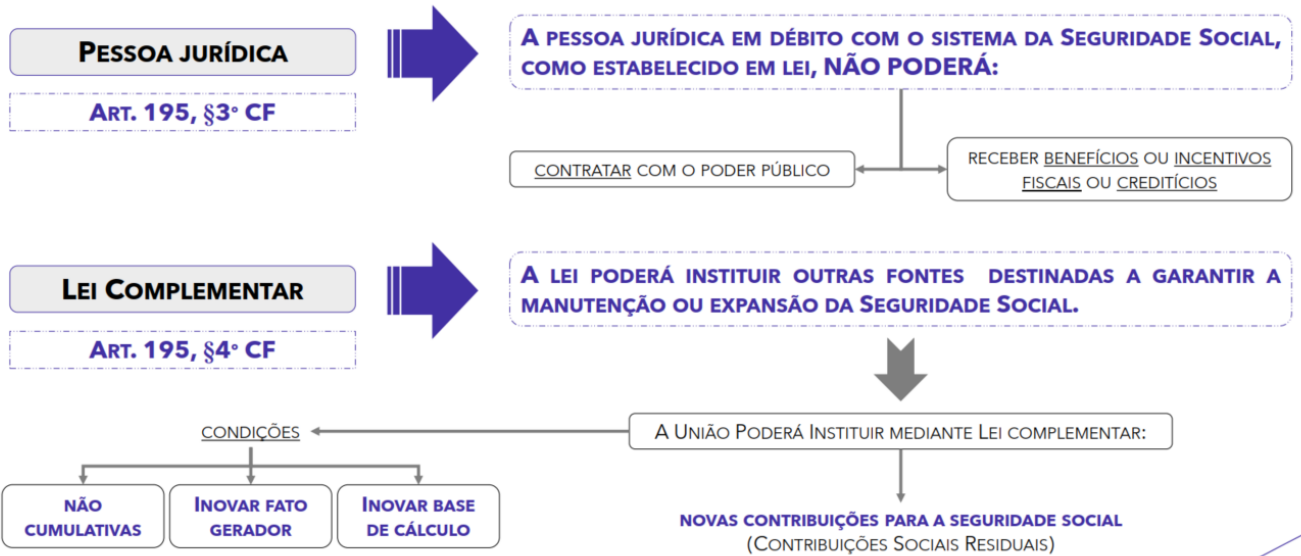 PESSOA JURÍDICA
ART. 195, §3º CF
A PESSOA JURÍDICA EM DÉBITO COM O SISTEMA DA SEGURIDADE SOCIAL,
COMO ESTABELECIDO EM LEI, NÃO PODERÁ:
CONTRATAR COM O PODER PÚBLICO
RECEBER BENEFÍCIOS OU INCENTIVOS
FISCAIS OU CREDITÍCIOS
LEI COMPLEMENTAR
ART. 195, §4º CF
A LEI PODERÁ INSTITUIR OUTRAS FONTES DESTINADAS A GARANTIR A
MANUTENÇÃO OU EXPANSÃO DA SEGURIDADE SOCIAL.
A UNIÃO PODERÁ INSTITUIR MEDIANTE LEI COMPLEMENTAR:
CONDIÇÕES
NÃO
CUMULATIVAS
INOVAR FATO
GERADOR
INOVAR BASE
DE CÁLCULO
NOVAS CONTRIBUIÇÕES PARA A SEGURIDADE SOCIAL
(CONTRIBUIÇÕES SOCIAIS RESIDUAIS)